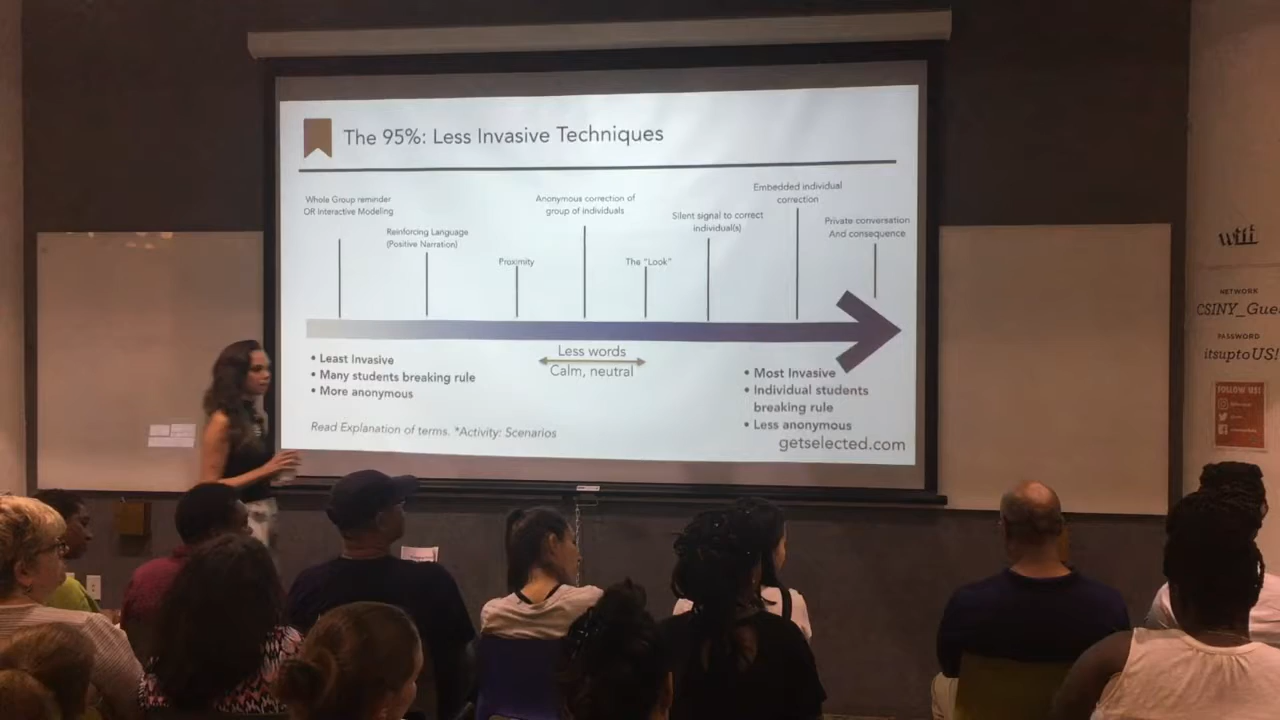 The 95%: Less Invasive Techniques
Whole Group reminder
OR Interactive Modeling
Reinforcing Language
(Positive Narration)
Proximity
Anonymous correction of
group of individuals
The "Look"
Silent signal to correct
individual(s)
Embedded individual
correction
Private conversation
And consequence
Less words
Calm, neutral
• Least Invasive
• Many students breaking rule
• More anonymous
• Most Invasive
• Individual students
breaking rule
• Less anonymous
Read Explanation of terms. *Activity: Scenarios
getselected.com
wifi
NETWORK
CSINY_Gue
PASSWORD
itsuptoUS!
FOLLOW US!